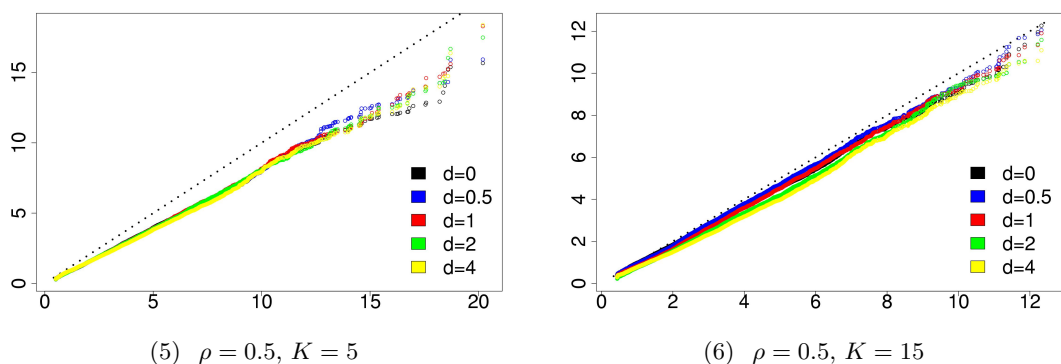 15
10
5
0
d=0
d=0.5
d=1
d=2
d=4
0 5 10 15 20
(5) ρ = 0.5, K = 5
12
10
8
6
4
2
0
d=0
d=0.5
d=1
d=2
d=4
0 2 4 6 8 10 12
(6) ρ = 0.5, K = 15